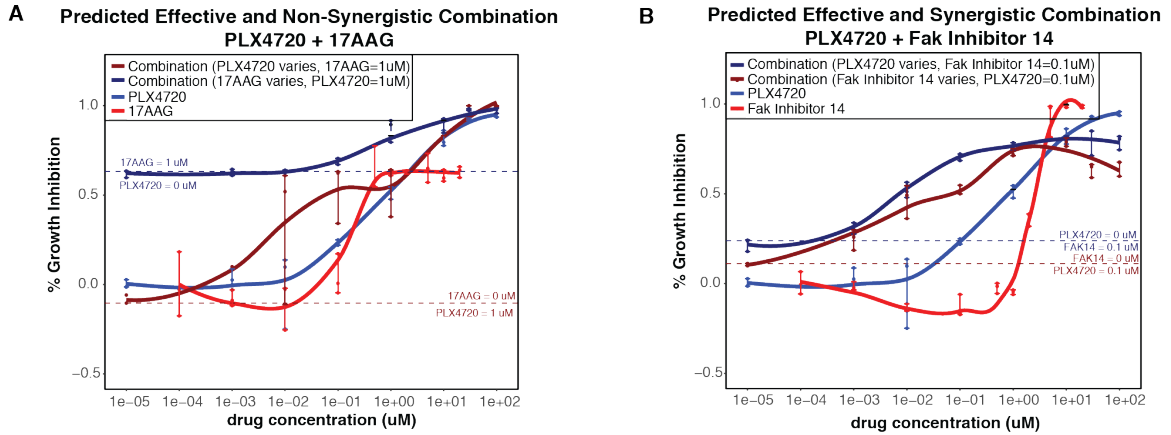 A
Predicted Effective and Non-Synergistic Combination
PLX4720 + 17AAG
Combination (PLX4720 varies, 17AAG=1uM)
Combination (17AAG varies, PLX4720=1uM)
PLX4720
17AAG
1.0
0.5
0.0
−0.5
% Growth Inhibition
17AAG = 1 uM
PLX4720 = 0 uM
17AAG = 0 uM
PLX4720 = 1 uM
1e−05
1e−04
1e−03
1e−02
1e−01
1e+00
1e+01
1e+02
drug concentration (uM)
B
Predicted Effective and Synergistic Combination
PLX4720 + Fak Inhibitor 14
Combination (PLX4720 varies, Fak Inhibitor 14=0.1uM)
Combination (Fak Inhibitor 14 varies, PLX4720=0.1uM)
PLX4720
Fak Inhibitor 14
1.0
0.5
0.0
−0.5
% Growth Inhibition
PLX4720 = 0 uM
FAK14 = 0.1 uM
FAK14 = 0 uM
PLX4720 = 0.1 uM
1e−05
1e−04
1e−03
1e−02
1e−01
1e+00
1e+01
1e+02
drug concentration (uM)